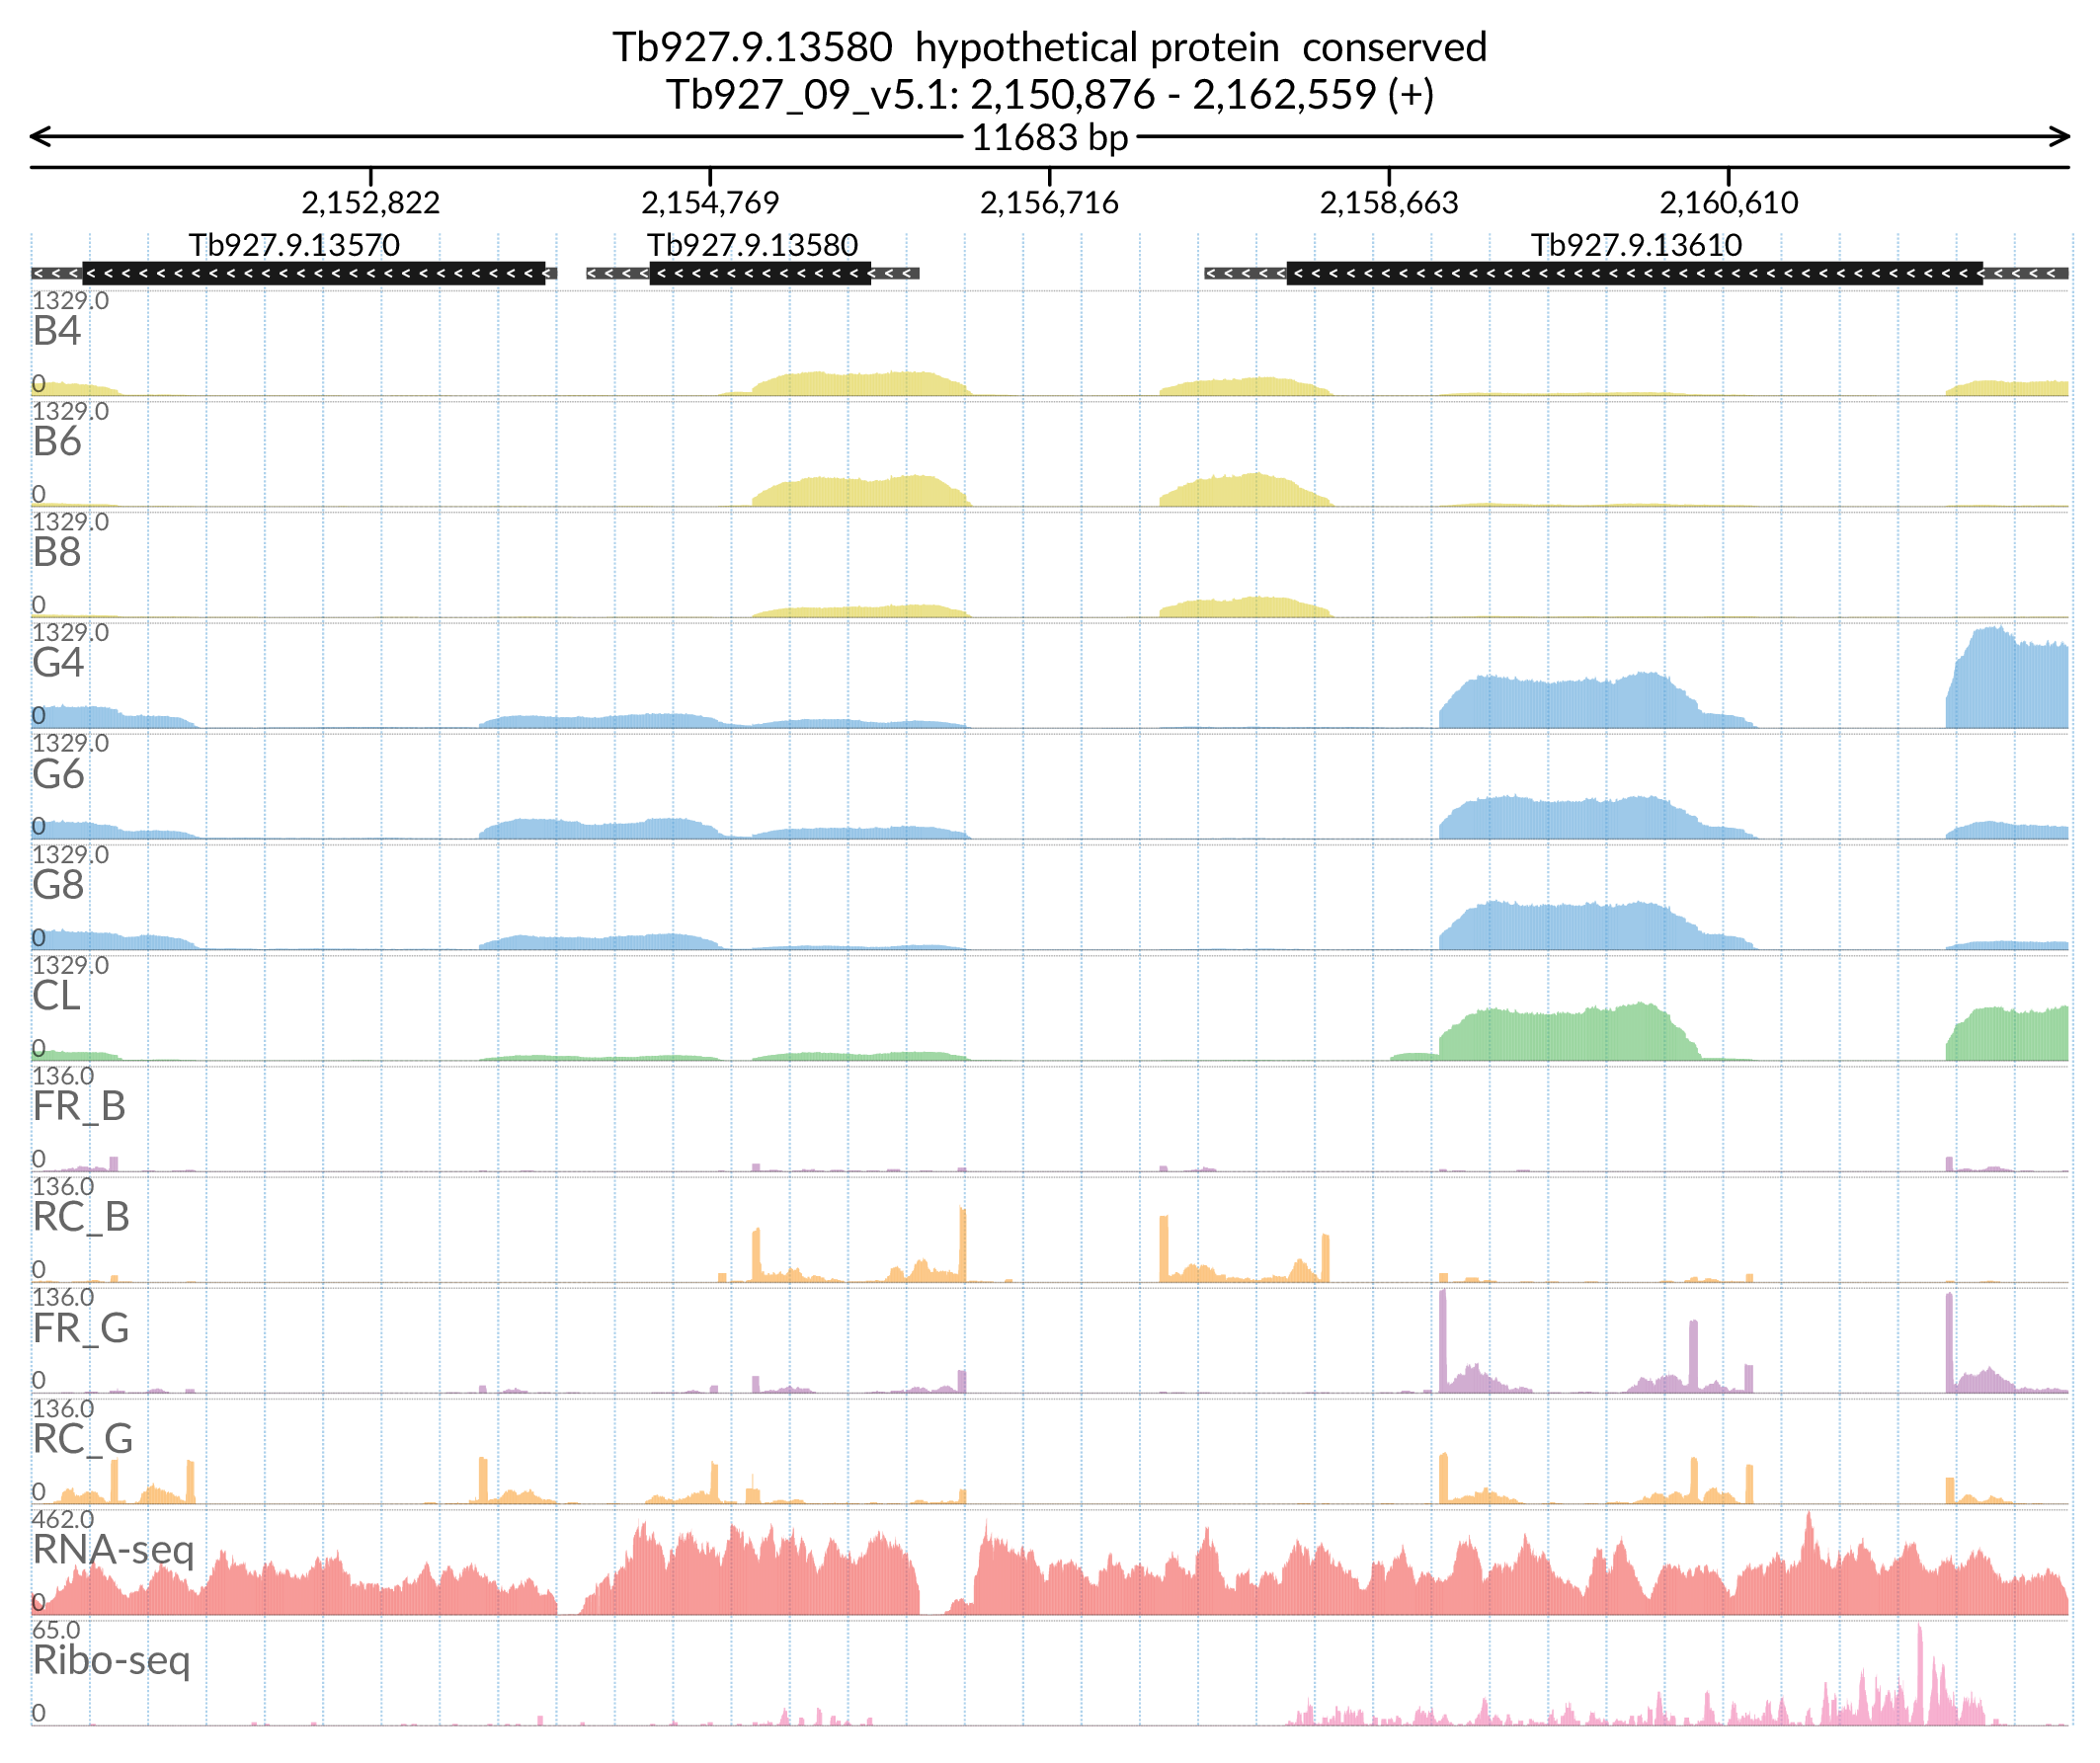 Tb927.9.13580  hypothetical protein  conserved
Tb927_09_v5.1: 2,150,876 - 2,162,559 (+)
11683 bp
2,152,822 2,154,769 2,156,716 2,158,663 2,160,610
Tb927.9.13570 Tb927.9.13580 Tb927.9.13610
1329.0
B4
0
1329.0
B6
0
1329.0
B8
0
1329.0
G4
0
1329.0
G6
0
1329.0
G8
0
1329.0
CL
0
136.0
FR_B
0
136.0
RC_B
0
136.0
FR_G
0
136.0
RC_G
0
462.0
RNA-seq
0
65.0
Ribo-seq
0